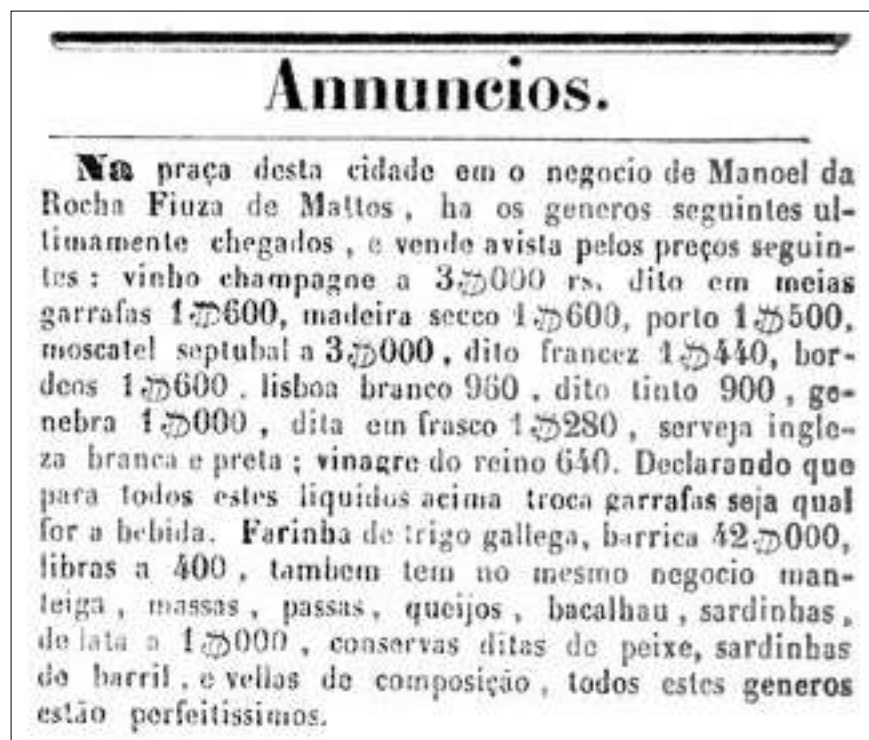 Annuncios.
Na praça desta cidade em o negocio de Manoel da
Rocha Fiuza de Mattos, ha os generos seguintes ul-
timamente chegados, e vende avista pelos preços seguin-
tes: vinho champagne a 3$000 rs. dito em meias
garrafas 1$600, madeira secco 1$600, porto 1$500,
moscatel septubal a 3$000, dito francez 1$440, bor-
deos 1$600. lisboa branco 960, dito tinto 900, ge-
nebra 1$000, dita em frasco 1$280, serveja ingle-
za branca e preta; vinagre do reino 640. Declarando que
para todos estes liquidos acima troca garrafas seja qual
for a bebida. Farinha de trigo gallega, barrica 42$000,
libras a 400, tambem tem no mesmo negocio man-
teiga, massas, passas, queijos, bacalhau, sardinhas,
de lata a 1$000, conservas ditas de peixe, sardinhas
de barril, e vellas de composição, todos estes generos
estão perfeitissimos.